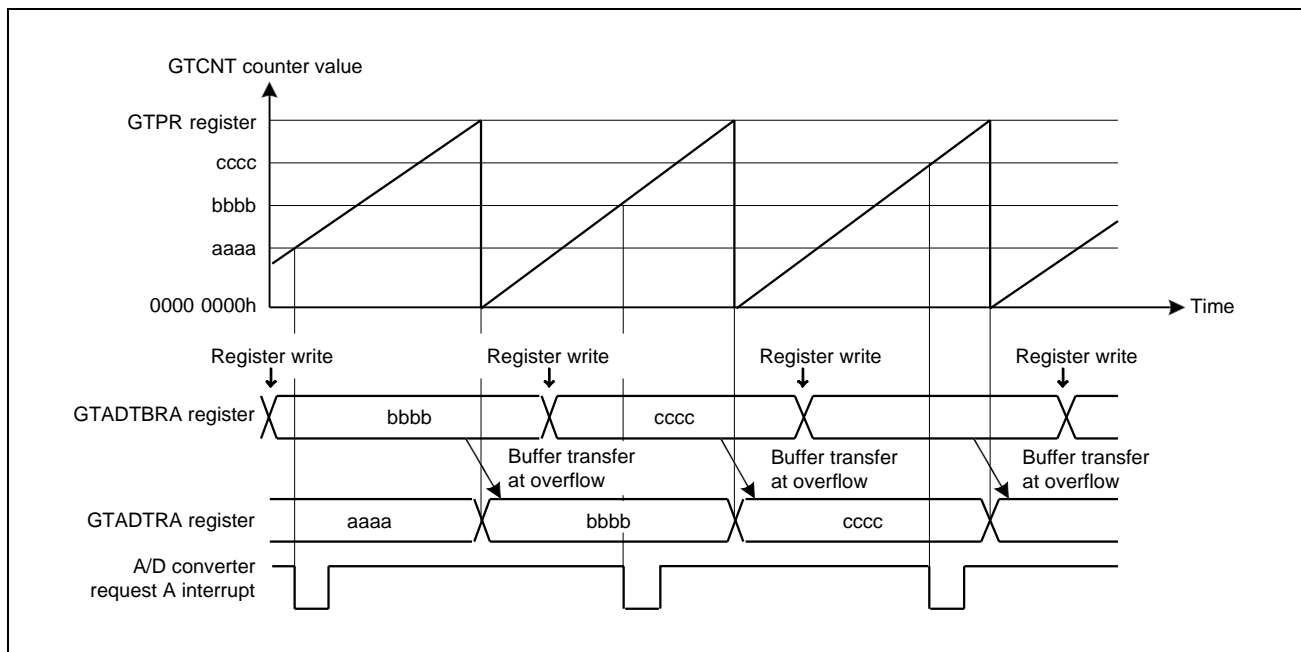 GTCNT counter value
GTPR register
cccc
bbbb
aaaa
0000 0000h
Time
Register write
Register write
Register write
Register write
GTADTBRA register
bbbb
cccc
Buffer transfer
at overflow
Buffer transfer
at overflow
Buffer transfer
at overflow
GTADTRA register
aaaa
bbbb
cccc
A/D converter
request A interrupt